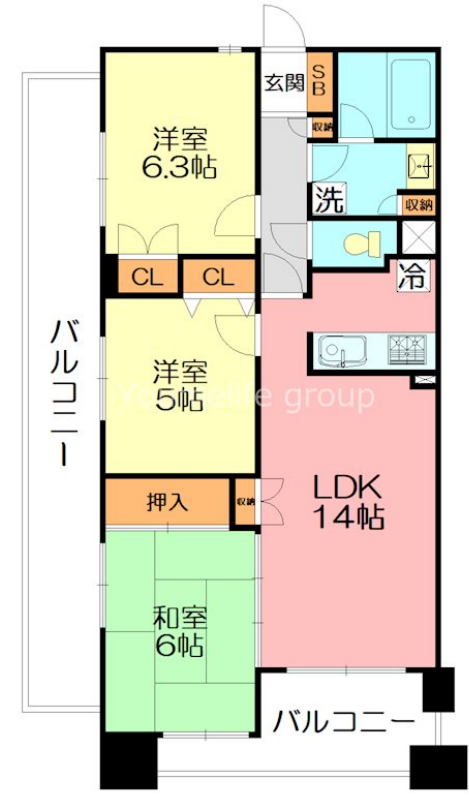 玄関
SB
収納
洋室
6.3帖
洗
収納
CL
CL
冷
バルコニー
洋室
5帖
Yourselife group
LDK
14帖
押入
収納
和室
6帖
バルコニー